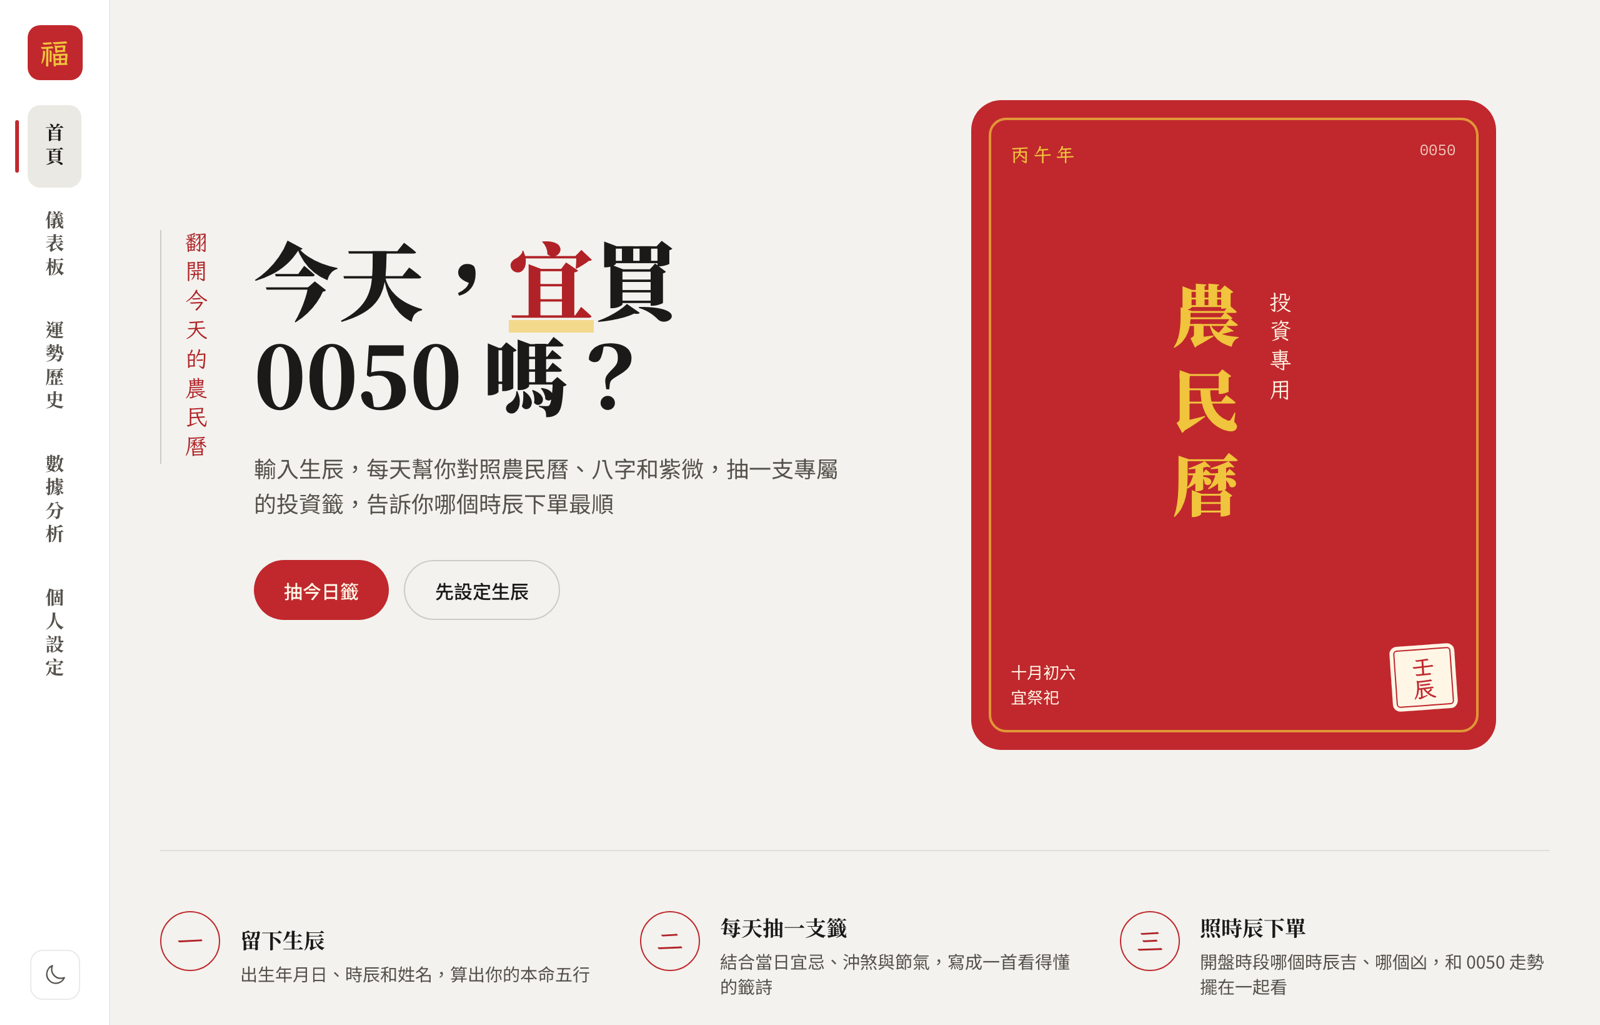 福
首頁
儀表板
運勢歷史
數據分析
個人設定
翻開今天的農民曆
今天，宜買
0050 嗎？
輸入生辰，每天幫你對照農民曆、八字和紫微，抽一支專屬
的投資籤，告訴你哪個時辰下單最順
抽今日籤
先設定生辰
丙午年
0050
投資專用
農民曆
十月初六
宜祭祀
壬辰
一
留下生辰
出生年月日、時辰和姓名，算出你的本命五行
二
每天抽一支籤
結合當日宜忌、沖煞與節氣，寫成一首看得懂
的籤詩
三
照時辰下單
開盤時段哪個時辰吉、哪個凶，和 0050 走勢
擺在一起看